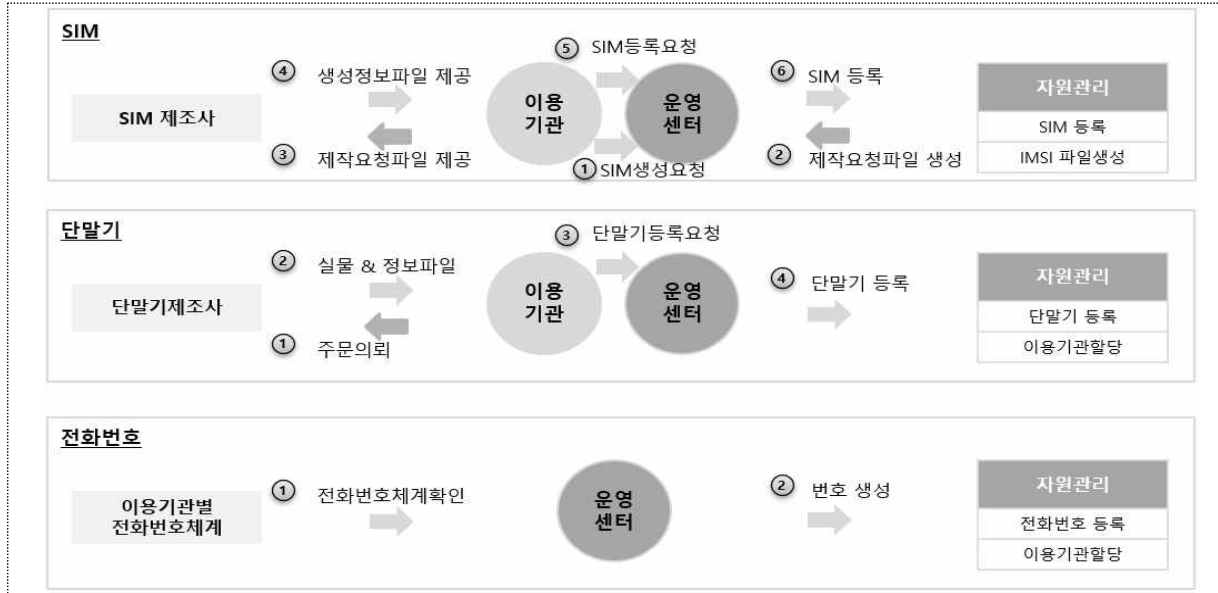 SIM
⑤ SIM등록요청
④ 생성정보파일 제공
⑥ SIM 등록
SIM 제조사
이용
기관
운영
센터
자원관리
SIM 등록
IMSI 파일생성
③ 제작요청파일 제공
① SIM생성요청
② 제작요청파일 생성
단말기
③ 단말기등록요청
② 실물 & 정보파일
④ 단말기 등록
단말기제조사
이용
기관
운영
센터
자원관리
단말기 등록
이용기관할당
① 주문의뢰
전화번호
① 전화번호체계확인
② 번호 생성
이용기관별
전화번호체계
운영
센터
자원관리
전화번호 등록
이용기관할당